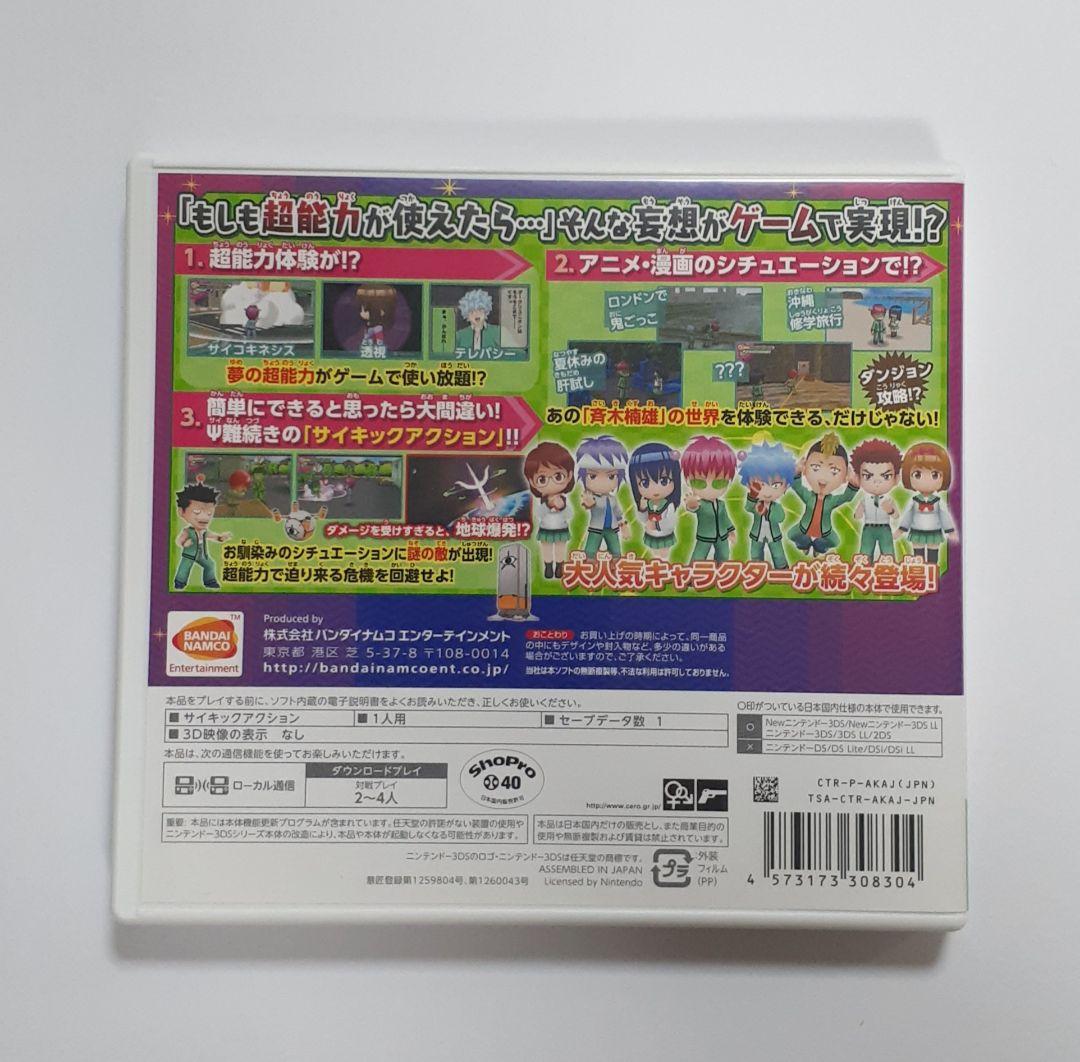 「もしも超能力が使えたら…」そんな妄想がゲームで実現!?
1. 超能力体験が!?
サイコキネシス
透視
テレパシー
夢の超能力がゲームで使い放題!?
2. アニメ・漫画のシチュエーションで!?
ロンドンで
鬼ごっこ
沖縄
修学旅行
夏休みの
肝試し
???
ダンジョン
攻略!?
あの「斉木楠雄」の世界を体験できる、だけじゃない!
3. 簡単にできると思ったら大間違い!
Ψ難続きの「サイキックアクション」!!
ダメージを受けすぎると、地球爆発!?
お馴染みのシチュエーションに謎の敵が出現!
超能力で迫り来る危機を回避せよ!
大人気キャラクターが続々登場!
BANDAI
NAMCO
TM
Entertainment
Produced by
株式会社 バンダイナムコ エンターテインメント
東京都 港区 芝 5-37-8 〒108-0014
http://bandainamcoent.co.jp/
おことわり お買い上げの時期によって、同一商品
の中にもデザインや封入物など、多少の違いがある
場合がございますので、ご了承ください。
当社は本ソフトの無断複製等、不法な利用は許可しておりません。
本品をプレイする前に、ソフト内蔵の電子説明書をよくお読みいただき、正しくお使いください。
■ サイキックアクション
■ 1人用
■ セーブデータ数 1
■ 3D映像の表示 なし
○印がついている日本国内仕様の本体で使用できます。
○ Newニンテンドー3DS/Newニンテンドー3DS LL
ニンテンドー3DS/3DS LL/2DS
× ニンテンドーDS/DS Lite/DSi/DSi LL
本品は、次の通信機能を使ってお楽しみいただけます。
ローカル通信
ダウンロードプレイ
対戦プレイ
2〜4人
ShoPro
40
日本国内販売許可
http://www.cero.gr.jp/
CTR-P-AKAJ(JPN)
TSA-CTR-AKAJ-JPN
重要: 本品には本体機能更新プログラムが含まれています。任天堂の許諾がない装置の使用や
ニンテンドー3DSシリーズ本体の改造により、本品や本体が起動しなくなる可能性があります。
本品は日本国内だけの販売とし、また商業目的の
使用や無断複製および賃貸は禁止されています。
ニンテンドー3DSのロゴ・ニンテンドー3DSは任天堂の商標です。
ASSEMBLED IN JAPAN
意匠登録第1259804号、第1260043号
Licensed by Nintendo
プラ
外装
フィルム
(PP)
4 573173 308304